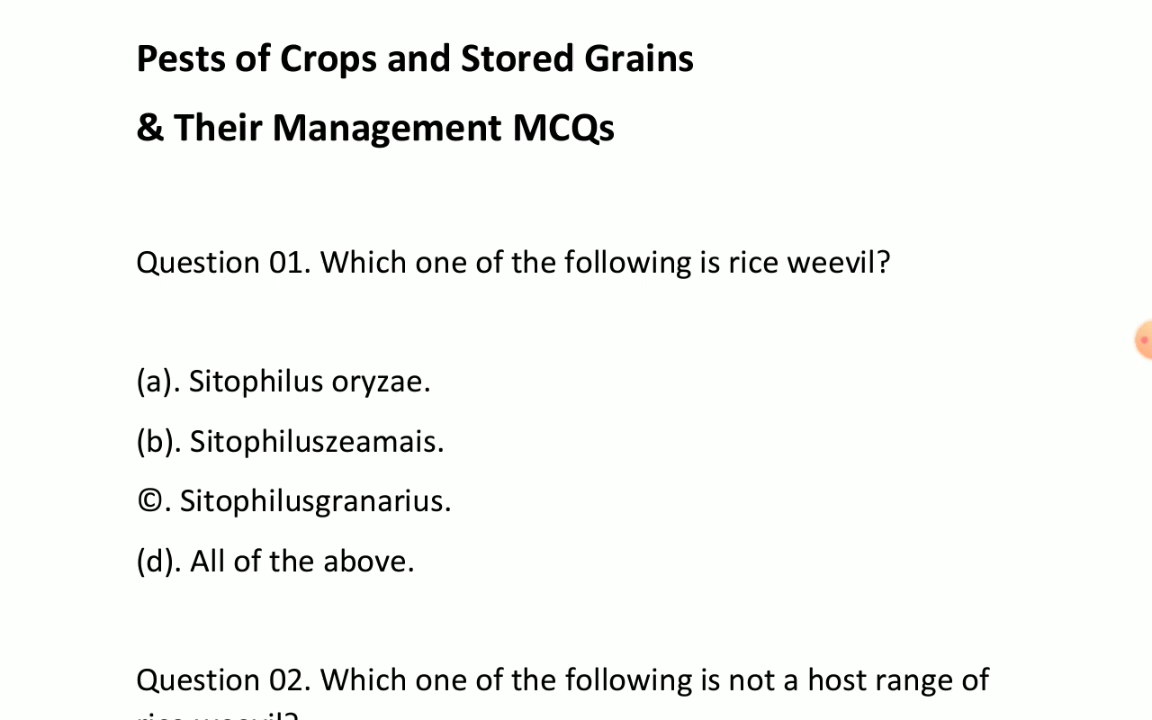 Pests of Crops and Stored Grains
& Their Management MCQs
Question 01. Which one of the following is rice weevil?
(a). Sitophilus oryzae.
(b). Sitophiluszeamais.
©. Sitophilusgranarius.
(d). All of the above.
Question 02. Which one of the following is not a host range of